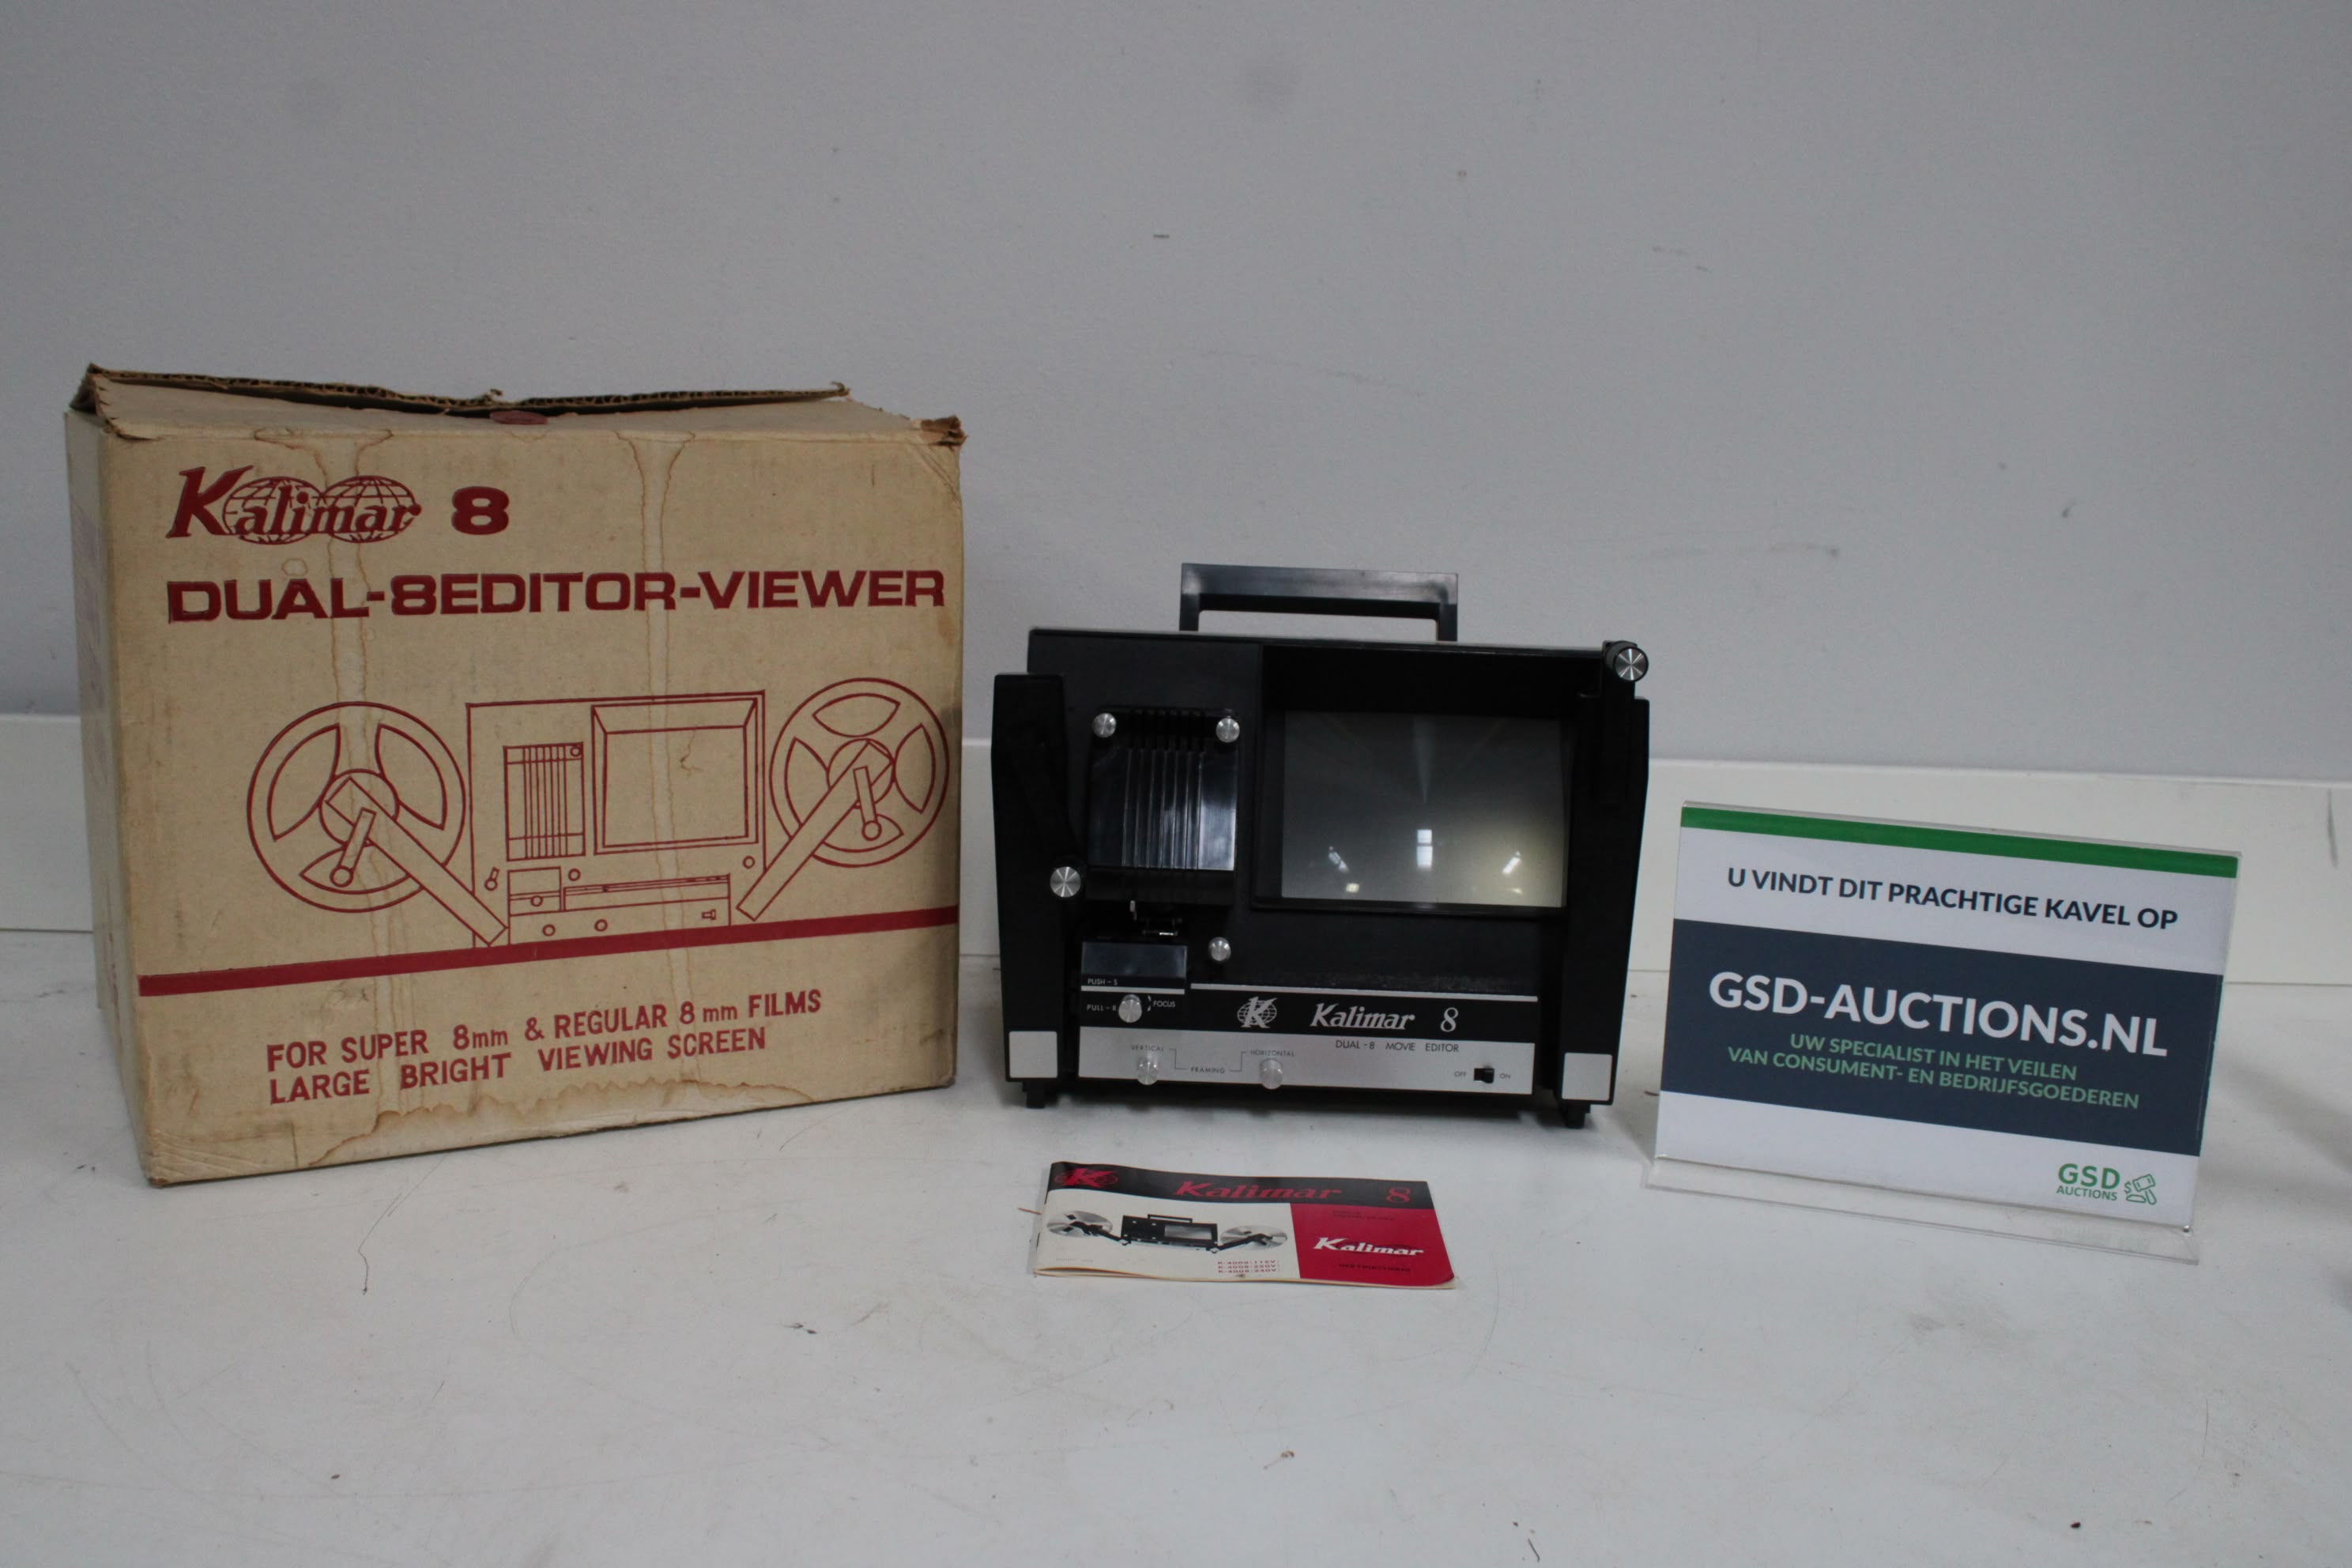 Kalimar 8
DUAL-8EDITOR-VIEWER
FOR SUPER 8mm & REGULAR 8mm FILMS
LARGE BRIGHT VIEWING SCREEN
PUSH-S
PULL-R
FOCUS
K Kalimar 8
DUAL-8 MOVIE EDITOR
VERTICAL
HORIZONTAL
FRAMING
OFF ON
K Kalimar 8
Kalimar
U VINDT DIT PRACHTIGE KAVEL OP
GSD-AUCTIONS.NL
UW SPECIALIST IN HET VEILEN
VAN CONSUMENT- EN BEDRIJFSGOEDEREN
GSD
AUCTIONS